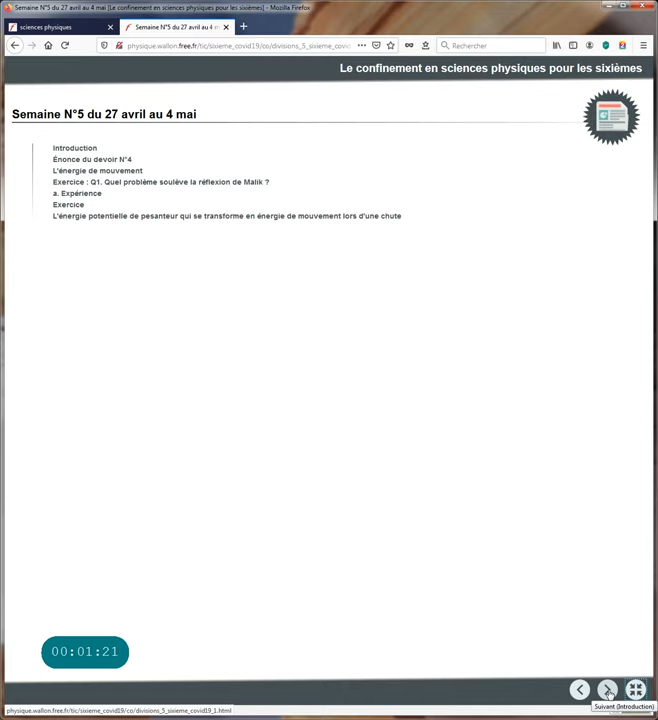 Semaine N°5 du 27 avril au 4 mai [Le confinement en sciences physiques pour les sixièmes] - Mozilla Firefox
sciences physiques
Semaine N°5 du 27 avril au 4 m
physique.wallon.free.fr/tic/sixieme_covid19/co/divisions_5_sixieme_covi
Rechercher
Le confinement en sciences physiques pour les sixièmes
Semaine N°5 du 27 avril au 4 mai
Introduction
Énonce du devoir N°4
L'énergie de mouvement
Exercice : Q1. Quel problème soulève la réflexion de Malik ?
a. Expérience
Exercice
L'énergie potentielle de pesanteur qui se transforme en énergie de mouvement lors d'une chute
00:01:21
Suivant (Introduction)
physique.wallon.free.fr/tic/sixieme_covid19/co/divisions_5_sixieme_covid19_1.html